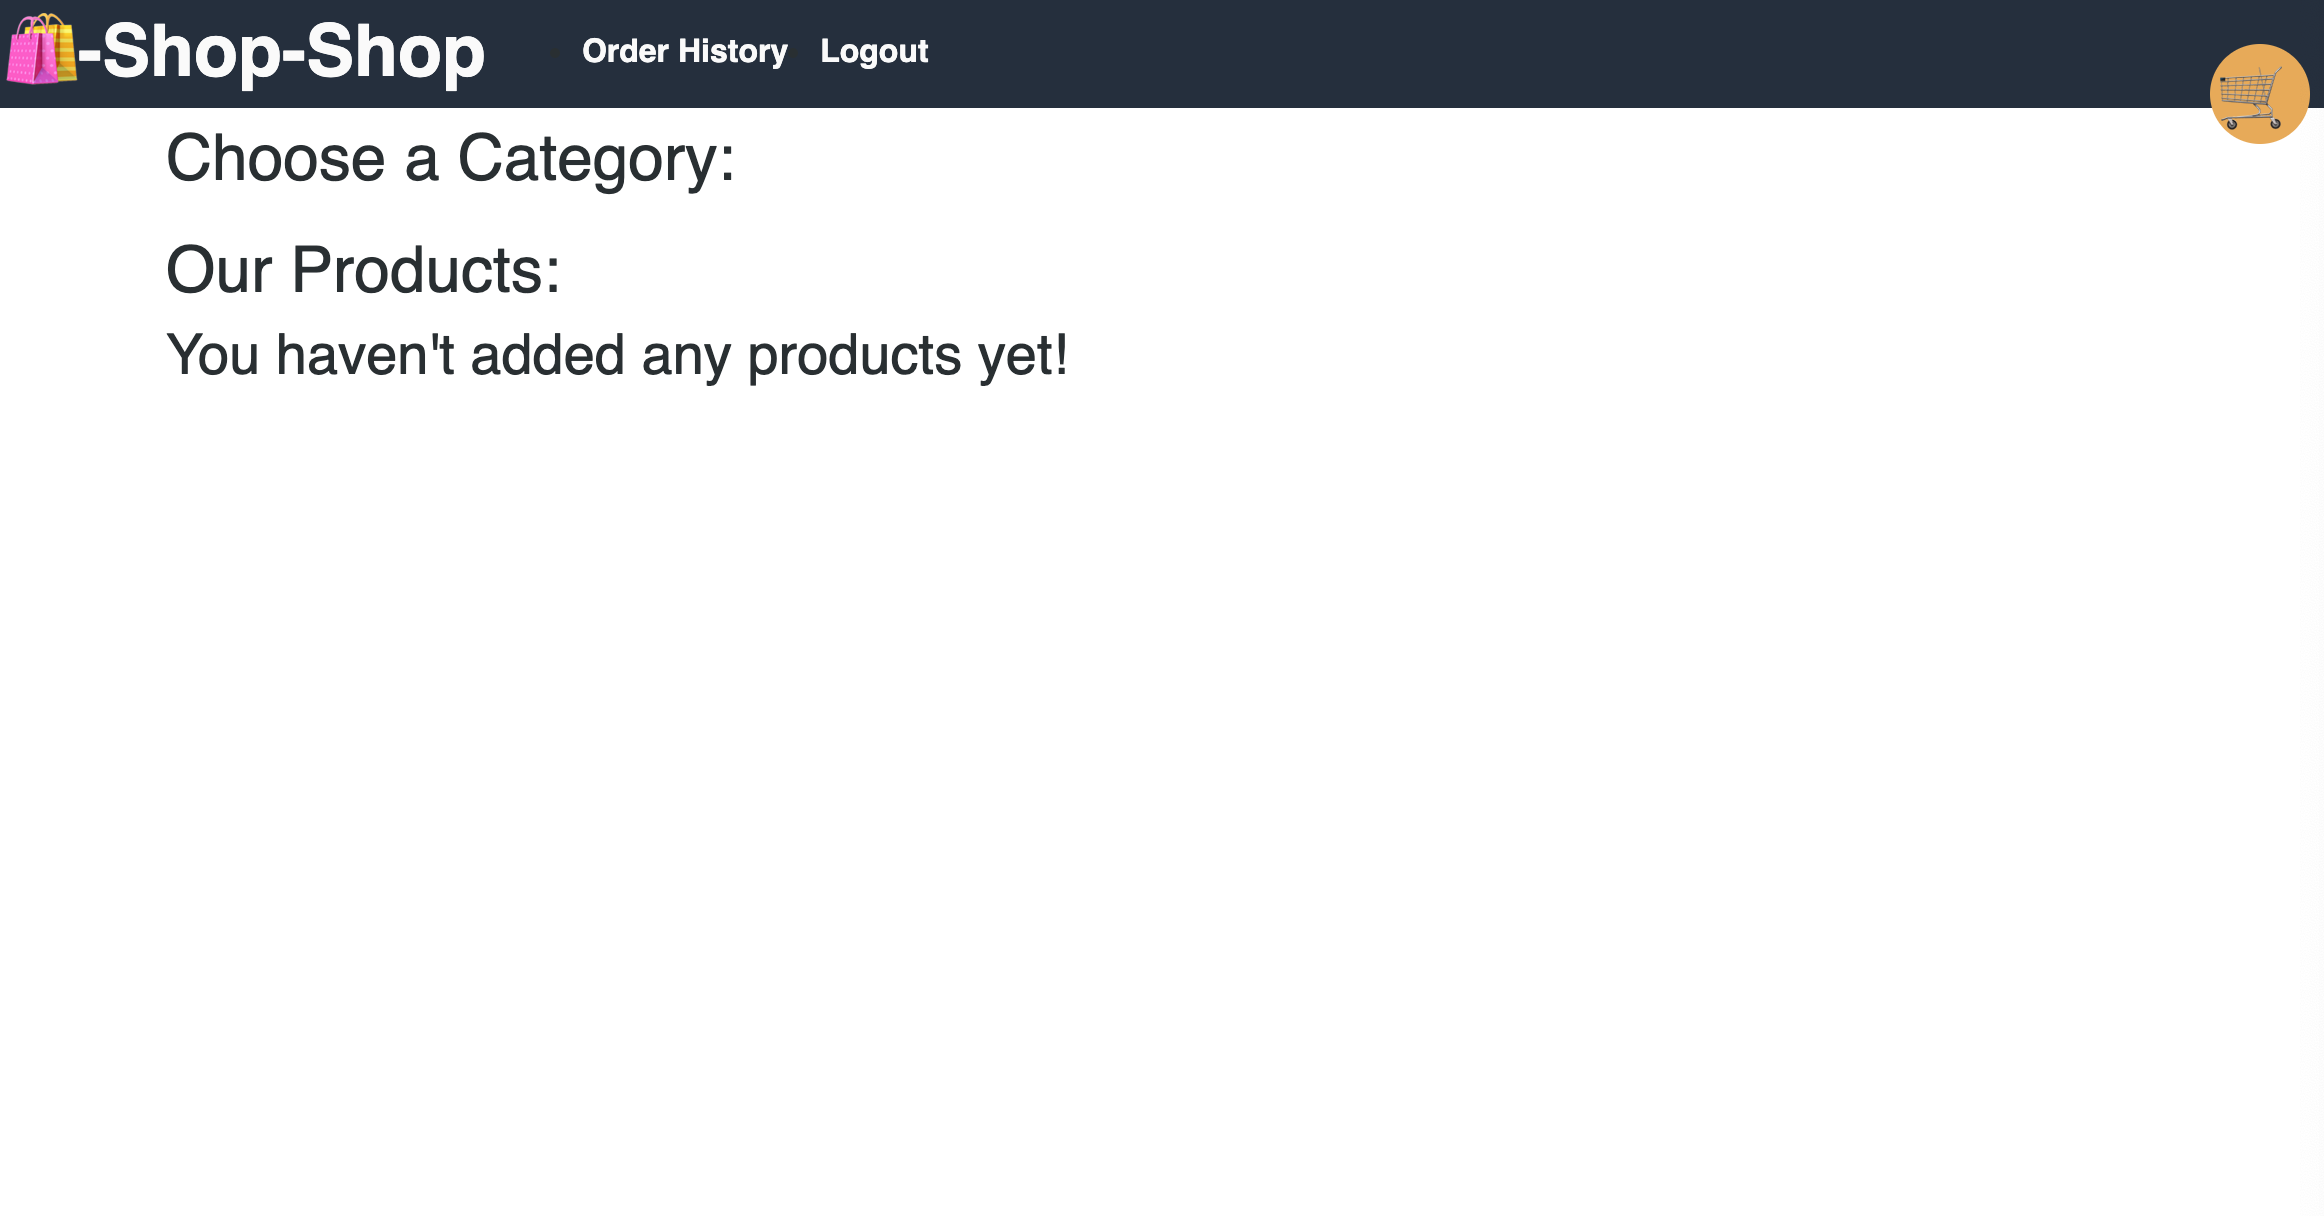 -Shop-Shop
Order History
Logout
Choose a Category:
Our Products:
You haven't added any products yet!